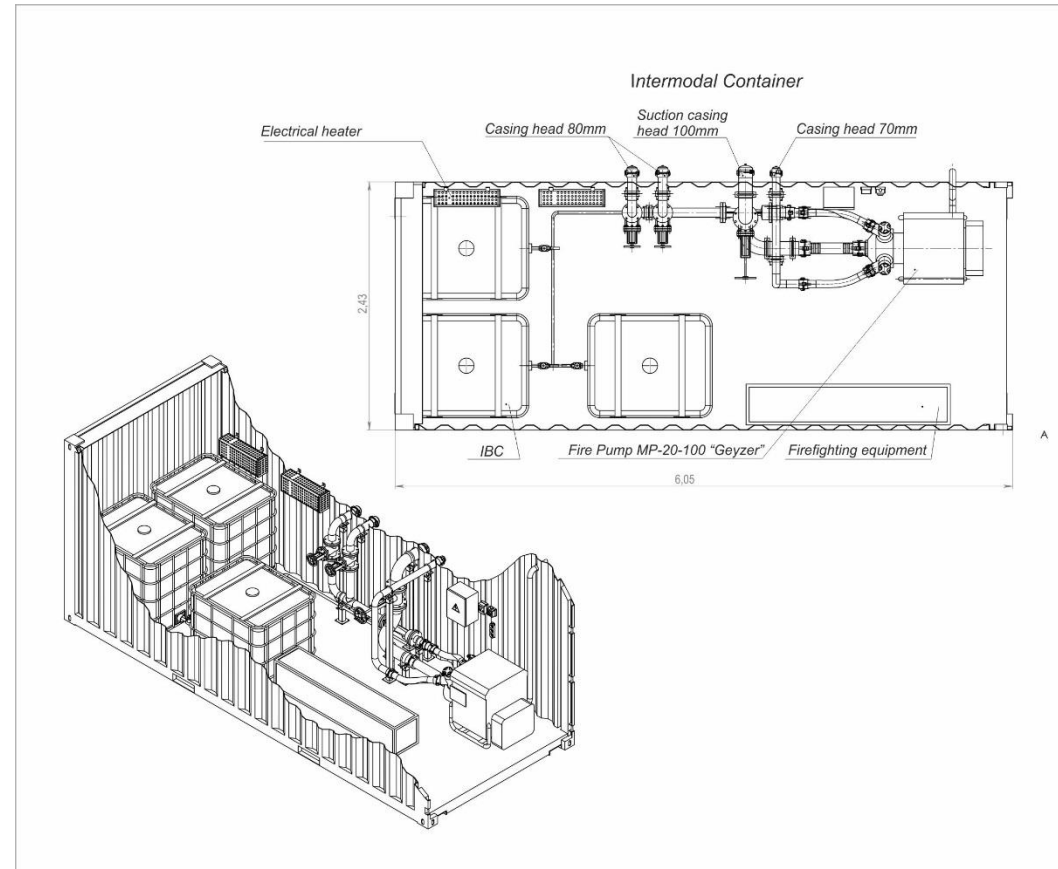 Intermodal Container
Electrical heater
Casing head 80mm
Suction casing
head 100mm
Casing head 70mm
2,43
IBC
Fire Pump MP-20-100 “Geyzer”
Firefighting equipment
A
6,05